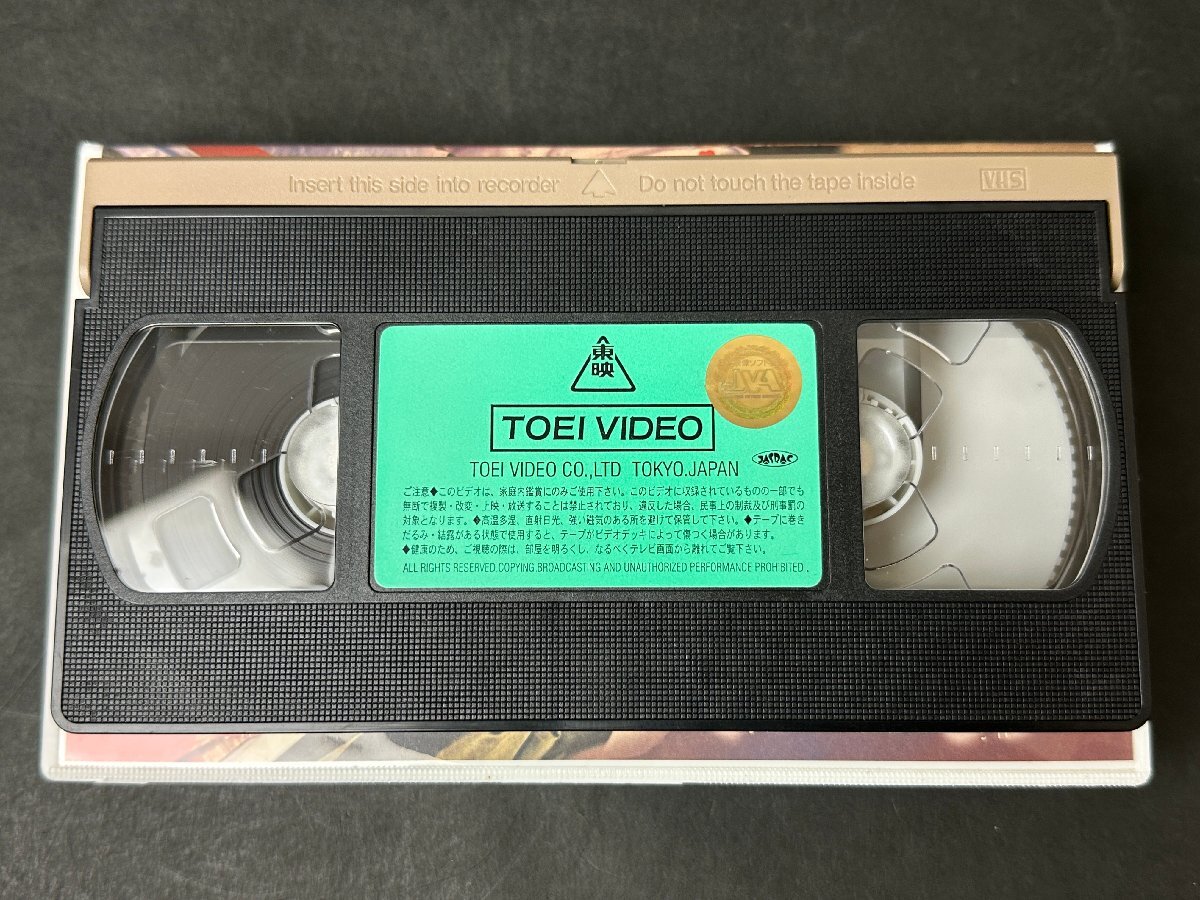 Insert this side into recorder
Do not touch the tape inside
VHS
東映
JVA
TOEI VIDEO
TOEI VIDEO CO.,LTD TOKYO.JAPAN
JASRAC
ご注意◆このビデオは、家庭内鑑賞にのみご使用下さい。このビデオに収録されているものの一部でも
無断で複製・改変・上映・放送することは禁止されており、違反した場合、民事上の制裁及び刑事罰の
対象となります。◆高温多湿、直射日光、強い磁気のある所を避けて保管して下さい。◆テープに巻き
だるみ・結露がある状態で使用すると、テープがビデオデッキによって傷つく場合があります。
◆健康のため、ご視聴の際は、部屋を明るくし、なるべくテレビ画面から離れてご覧下さい。
ALL RIGHTS RESERVED.COPYING.BROADCASTING AND UNAUTHORIZED PERFORMANCE PROHIBITED.